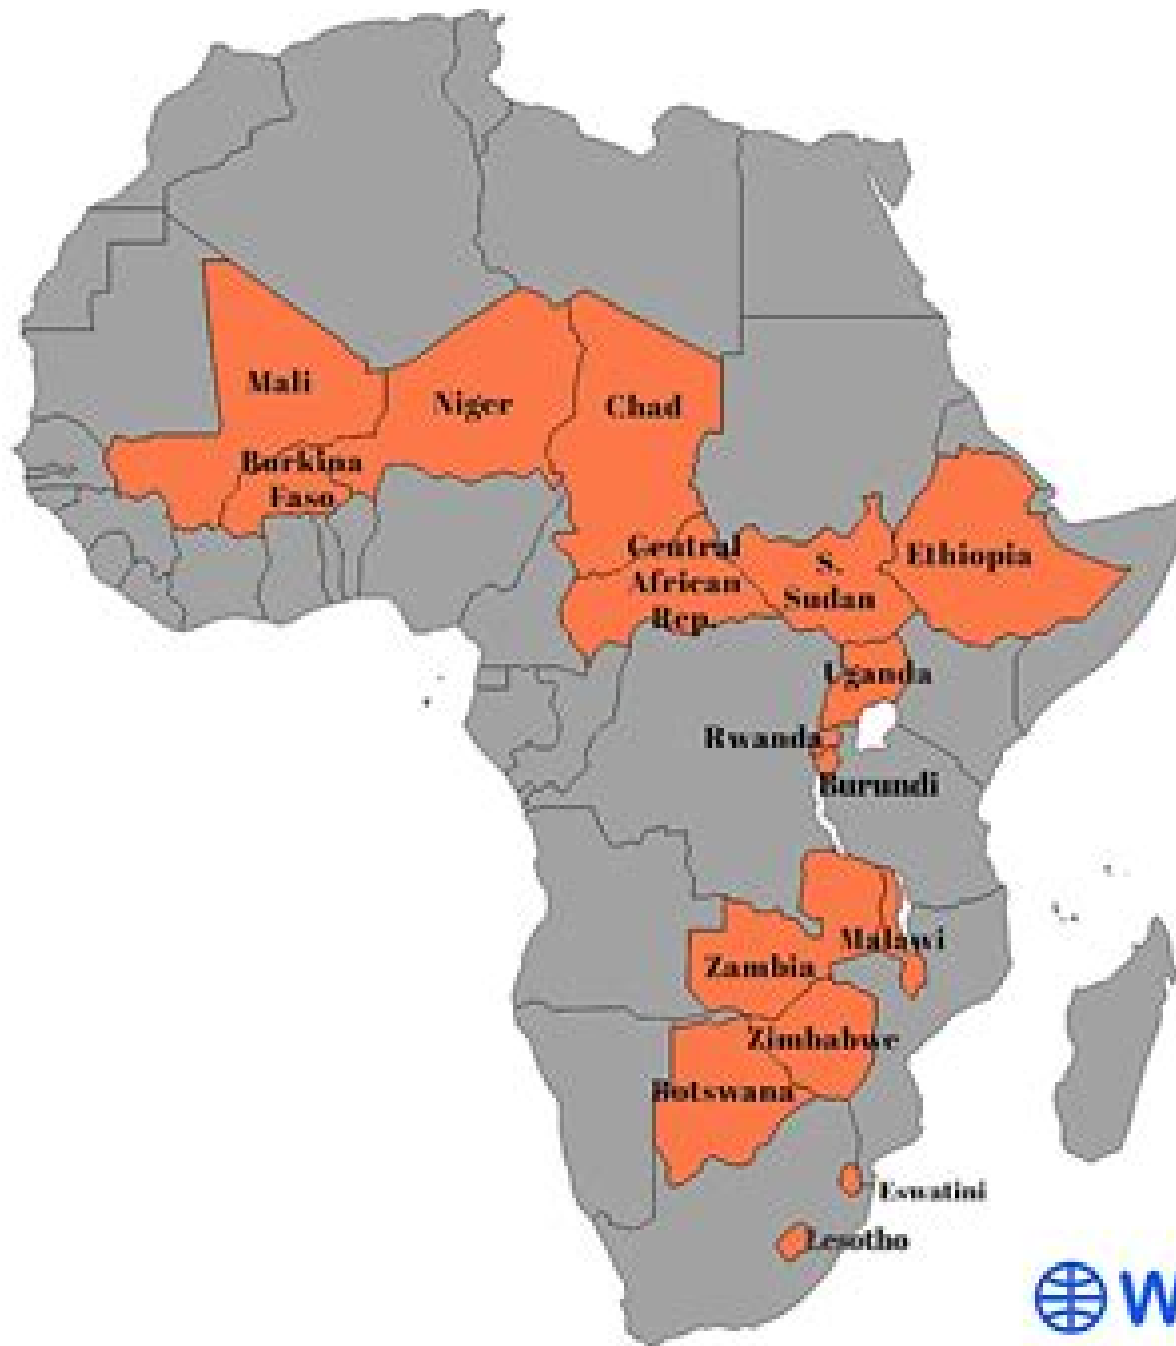 Mali
Niger
Chad
Burkina
Faso
Central
African
Rep.
S.
Sudan
Ethiopia
Uganda
Rwanda
Burundi
Malawi
Zambia
Zimbabwe
Botswana
Eswatini
Lesotho
W